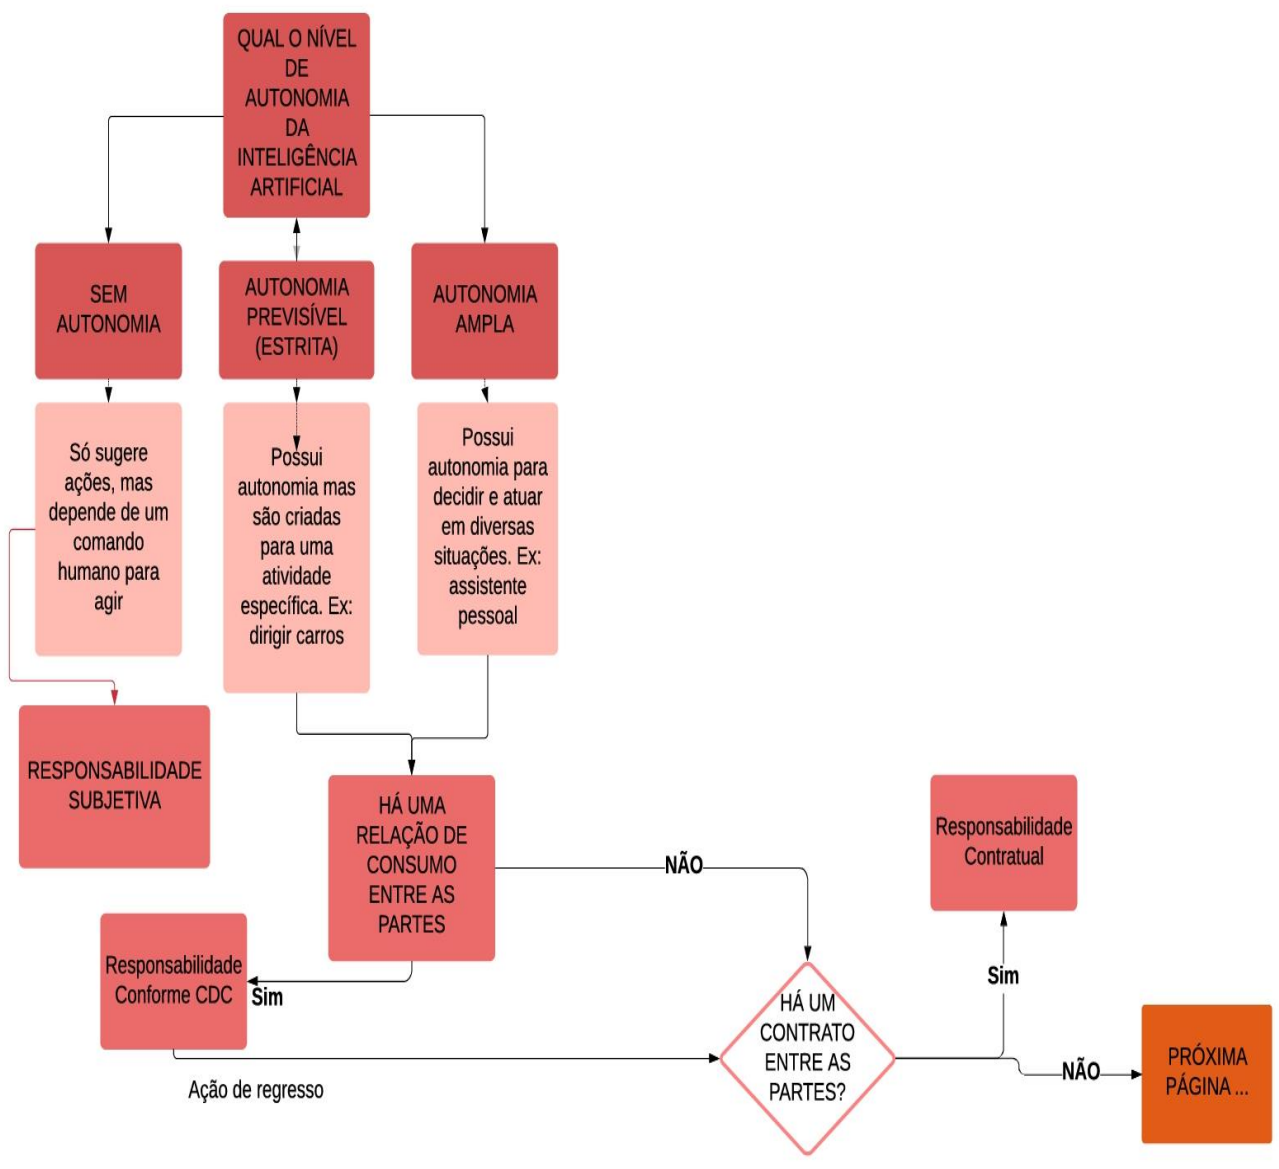 QUAL O NÍVEL
DE
AUTONOMIA
DA
INTELIGÊNCIA
ARTIFICIAL
SEM
AUTONOMIA
AUTONOMIA
PREVISÍVEL
(ESTRITA)
AUTONOMIA
AMPLA
Só sugere
ações, mas
depende de um
comando
humano para
agir
Possui
autonomia mas
são criadas
para uma
atividade
específica. Ex:
dirigir carros
Possui
autonomia para
decidir e atuar
em diversas
situações. Ex:
assistente
pessoal
RESPONSABILIDADE
SUBJETIVA
HÁ UMA
RELAÇÃO DE
CONSUMO
ENTRE AS
PARTES
NÃO
Responsabilidade
Contratual
Responsabilidade
Conforme CDC
Sim
Sim
HÁ UM
CONTRATO
ENTRE AS
PARTES?
NÃO
PRÓXIMA
PÁGINA ...
Ação de regresso